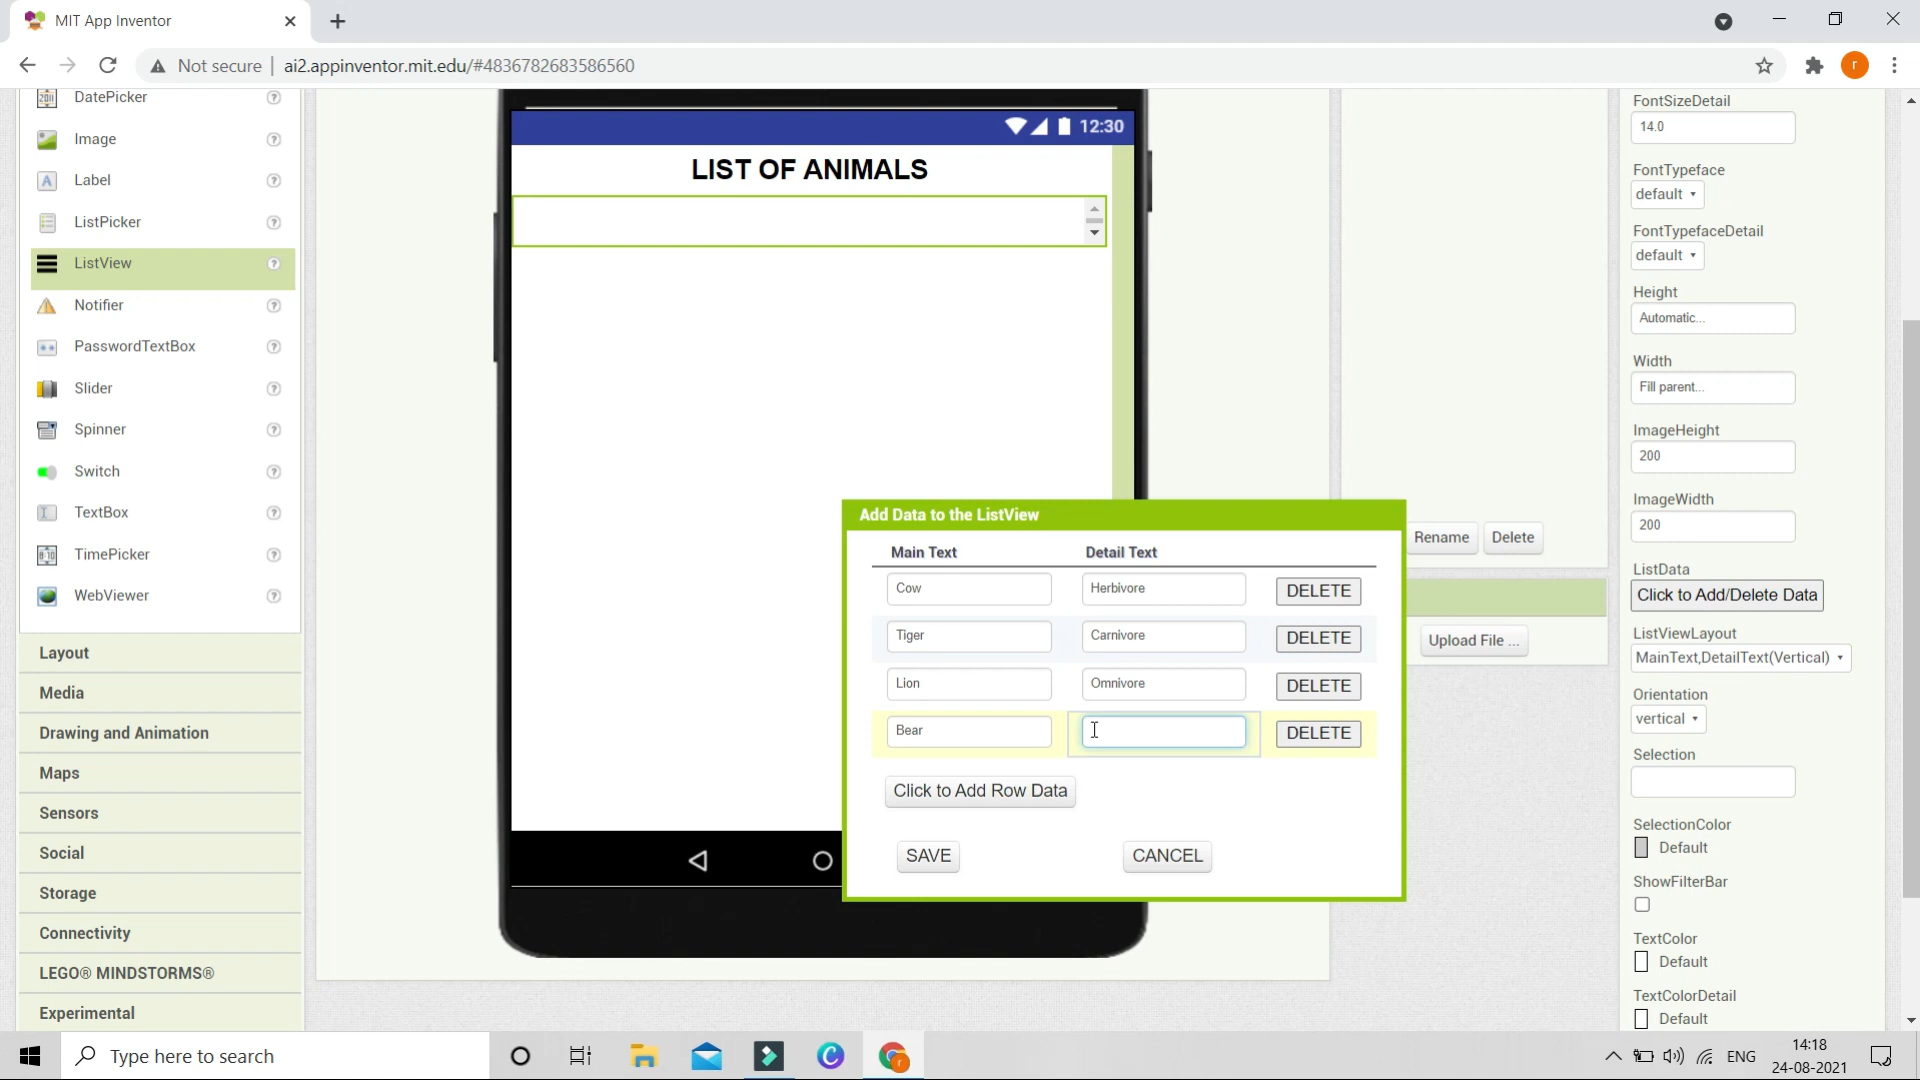 MIT App Inventor
Not secure | ai2.appinventor.mit.edu/#4836782683586560
r
DatePicker
Image
Label
ListPicker
ListView
Notifier
PasswordTextBox
Slider
Spinner
Switch
TextBox
TimePicker
WebViewer
Layout
Media
Drawing and Animation
Maps
Sensors
Social
Storage
Connectivity
LEGO® MINDSTORMS®
Experimental
12:30
LIST OF ANIMALS
Add Data to the ListView
Main Text Detail Text
Cow Herbivore DELETE
Tiger Carnivore DELETE
Lion Omnivore DELETE
Bear DELETE
Click to Add Row Data
SAVE CANCEL
Rename Delete
Upload File ...
FontSizeDetail
14.0
FontTypeface
default
FontTypefaceDetail
default
Height
Automatic...
Width
Fill parent...
ImageHeight
200
ImageWidth
200
ListData
Click to Add/Delete Data
ListViewLayout
MainText,DetailText(Vertical)
Orientation
vertical
Selection
SelectionColor
Default
ShowFilterBar
TextColor
Default
TextColorDetail
Default
Type here to search
ENG
14:18
24-08-2021